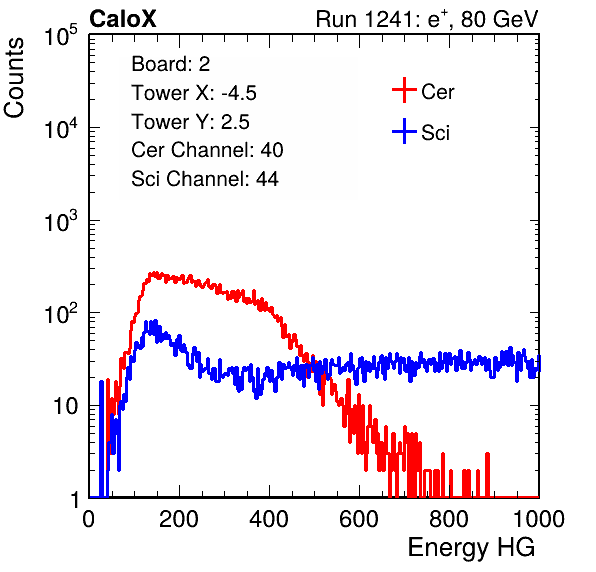 CaloX
Run 1241: e⁺, 80 GeV
Counts
10⁵
10⁴
10³
10²
10
1
Board: 2
Tower X: -4.5
Tower Y: 2.5
Cer Channel: 40
Sci Channel: 44
Cer
Sci
0 200 400 600 800 1000
Energy HG